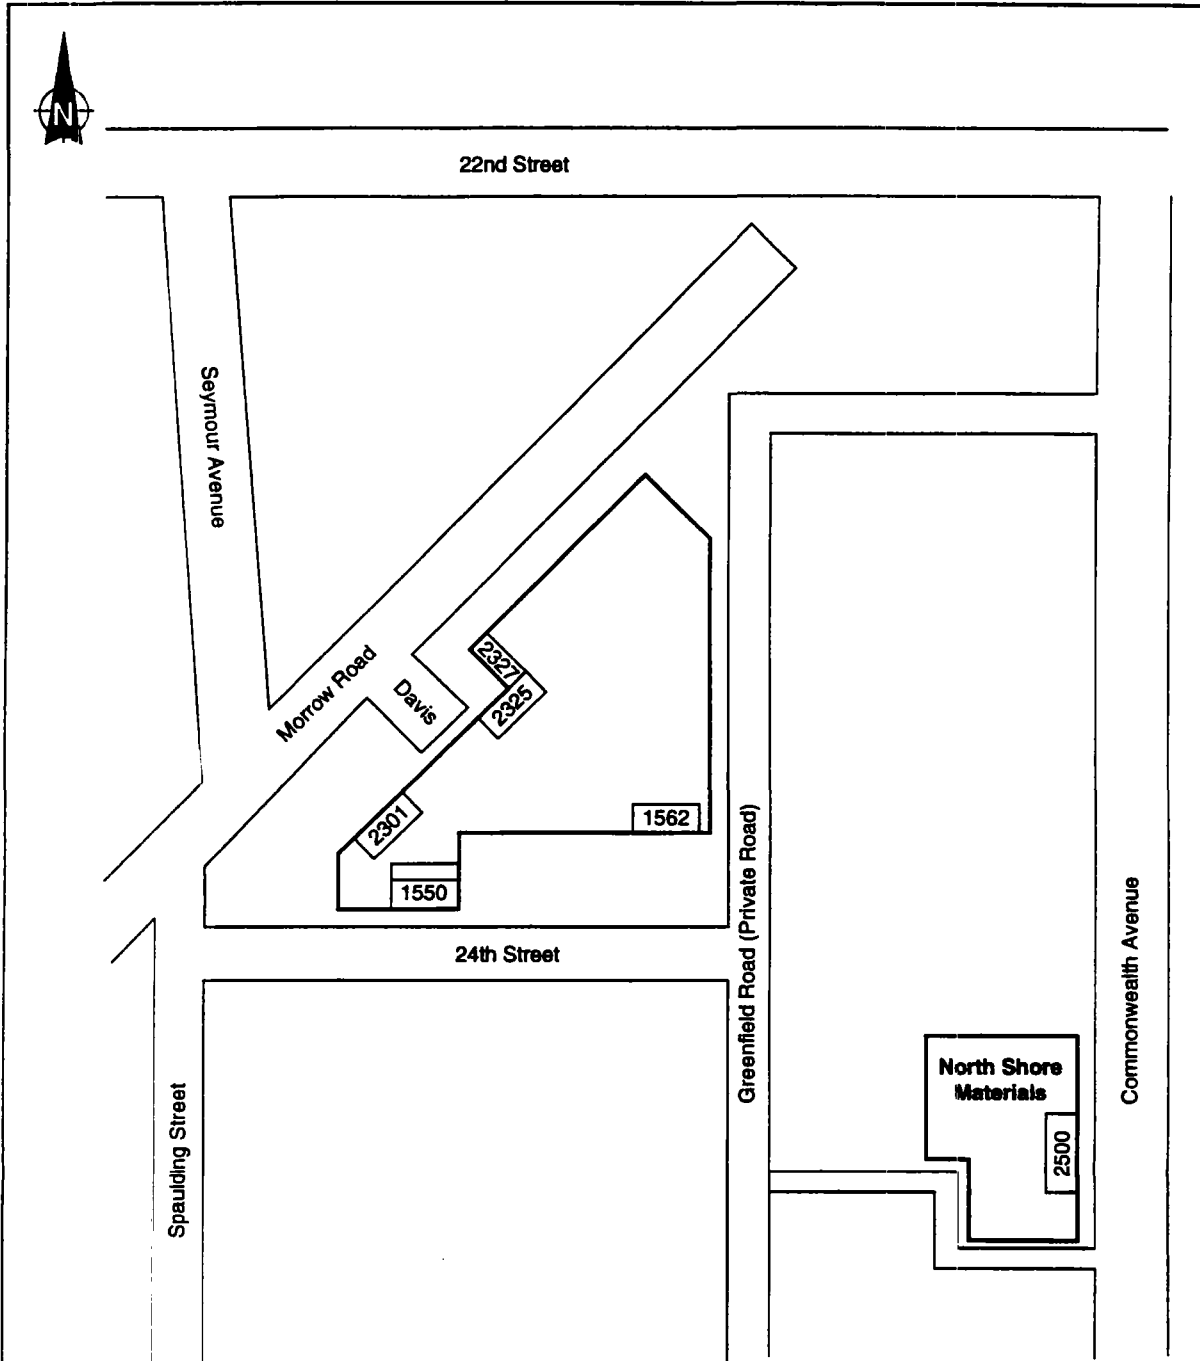 N
22nd Street
Seymour Avenue
Morrow Road
Davis
2327
2325
2301
1562
1550
24th Street
Greenfield Road (Private Road)
Commonwealth Avenue
North Shore
Materials
2500
Spaulding Street